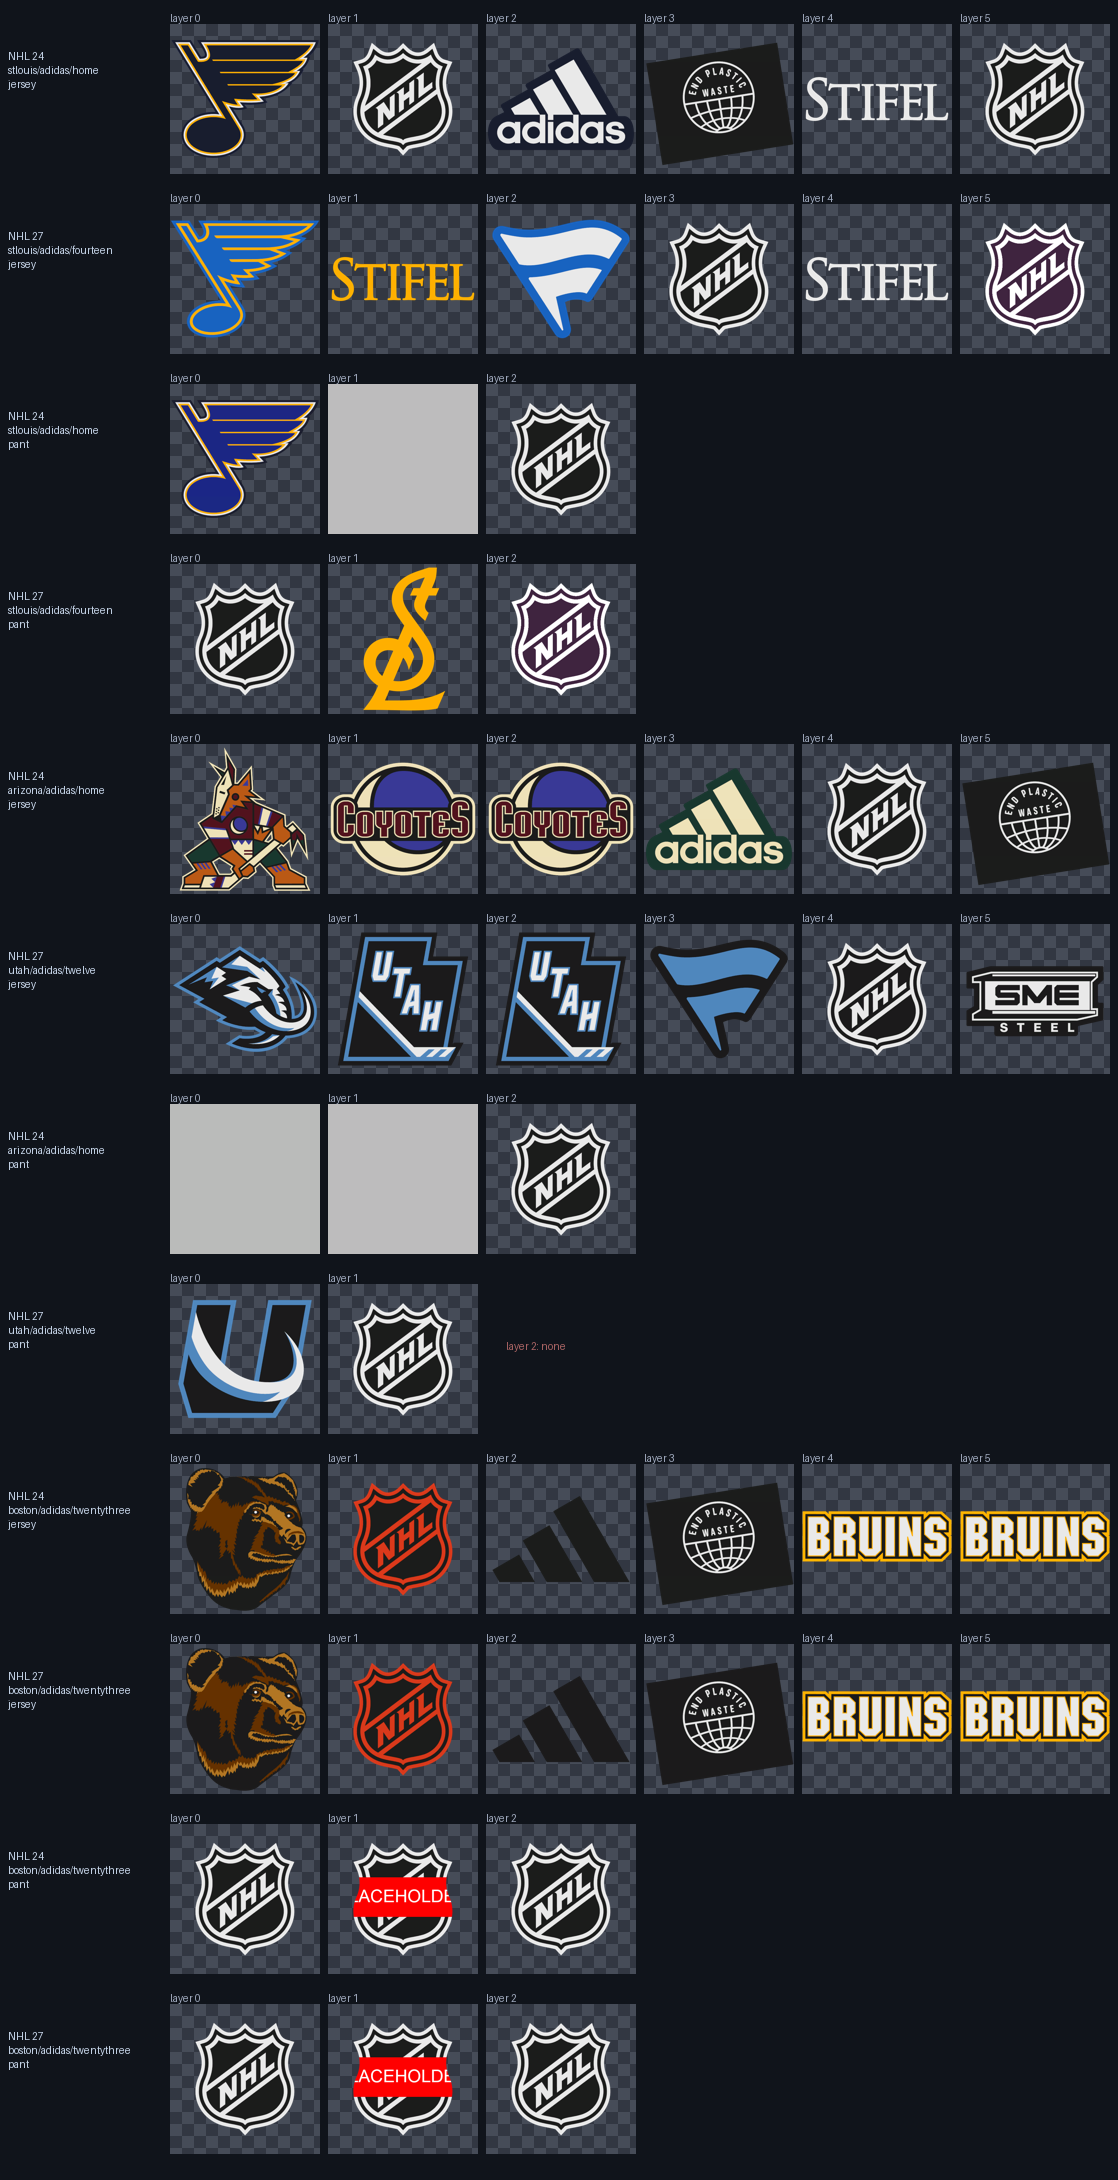 layer 0
layer 1
layer 2
layer 3
layer 4
layer 5
NHL 24
stlouis/adidas/home
jersey
NHL
adidas
END PLASTIC
WASTE
STIFEL
NHL
layer 0
layer 1
layer 2
layer 3
layer 4
layer 5
NHL 27
stlouis/adidas/fourteen
jersey
STIFEL
NHL
STIFEL
NHL
layer 0
layer 1
layer 2
NHL 24
stlouis/adidas/home
pant
NHL
layer 0
layer 1
layer 2
NHL 27
stlouis/adidas/fourteen
pant
NHL
STL
NHL
layer 0
layer 1
layer 2
layer 3
layer 4
layer 5
NHL 24
arizona/adidas/home
jersey
COYOTES
COYOTES
adidas
NHL
END PLASTIC
WASTE
layer 0
layer 1
layer 2
layer 3
layer 4
layer 5
NHL 27
utah/adidas/twelve
jersey
UTAH
UTAH
NHL
SME
STEEL
layer 0
layer 1
layer 2
NHL 24
arizona/adidas/home
pant
NHL
layer 0
layer 1
NHL 27
utah/adidas/twelve
pant
U
NHL
layer 2: none
layer 0
layer 1
layer 2
layer 3
layer 4
layer 5
NHL 24
boston/adidas/twentythree
jersey
NHL
END PLASTIC
WASTE
BRUINS
BRUINS
layer 0
layer 1
layer 2
layer 3
layer 4
layer 5
NHL 27
boston/adidas/twentythree
jersey
NHL
END PLASTIC
WASTE
BRUINS
BRUINS
layer 0
layer 1
layer 2
NHL 24
boston/adidas/twentythree
pant
NHL
LACEHOLDE
NHL
layer 0
layer 1
layer 2
NHL 27
boston/adidas/twentythree
pant
NHL
LACEHOLDE
NHL